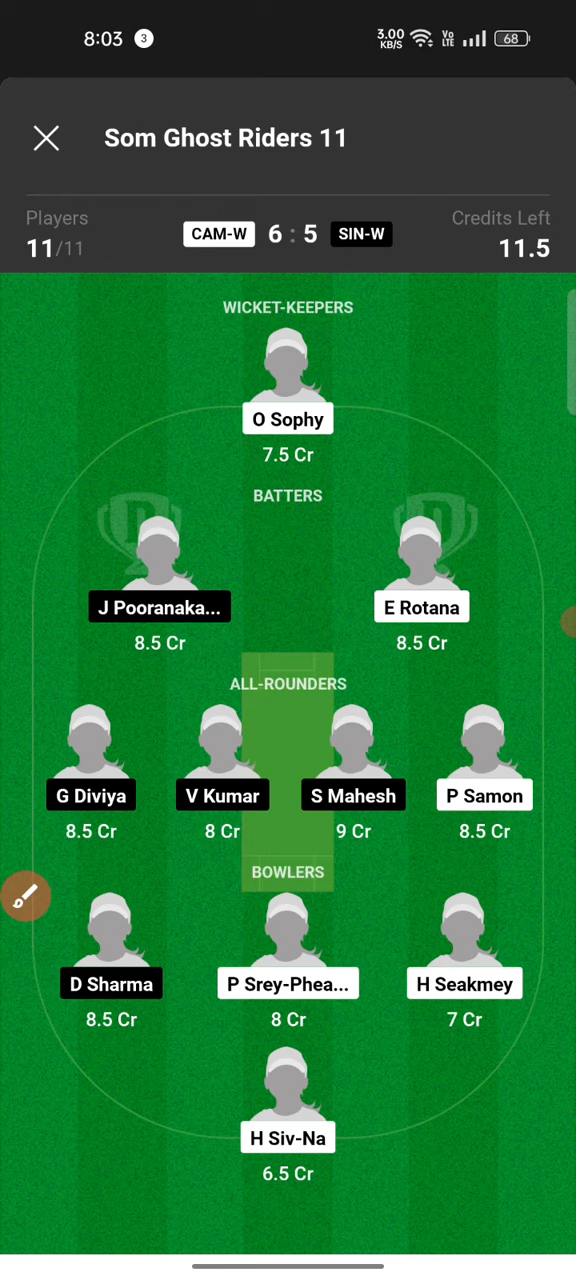 8:03 3 3.00 KB/S Vo LTE 68
Som Ghost Riders 11
Players Credits Left
11/11 CAM-W 6 : 5 SIN-W 11.5
WICKET-KEEPERS
O Sophy
7.5 Cr
BATTERS
J Pooranaka... E Rotana
8.5 Cr 8.5 Cr
ALL-ROUNDERS
G Diviya V Kumar S Mahesh P Samon
8.5 Cr 8 Cr 9 Cr 8.5 Cr
BOWLERS
D Sharma P Srey-Phea... H Seakmey
8.5 Cr 8 Cr 7 Cr
H Siv-Na
6.5 Cr